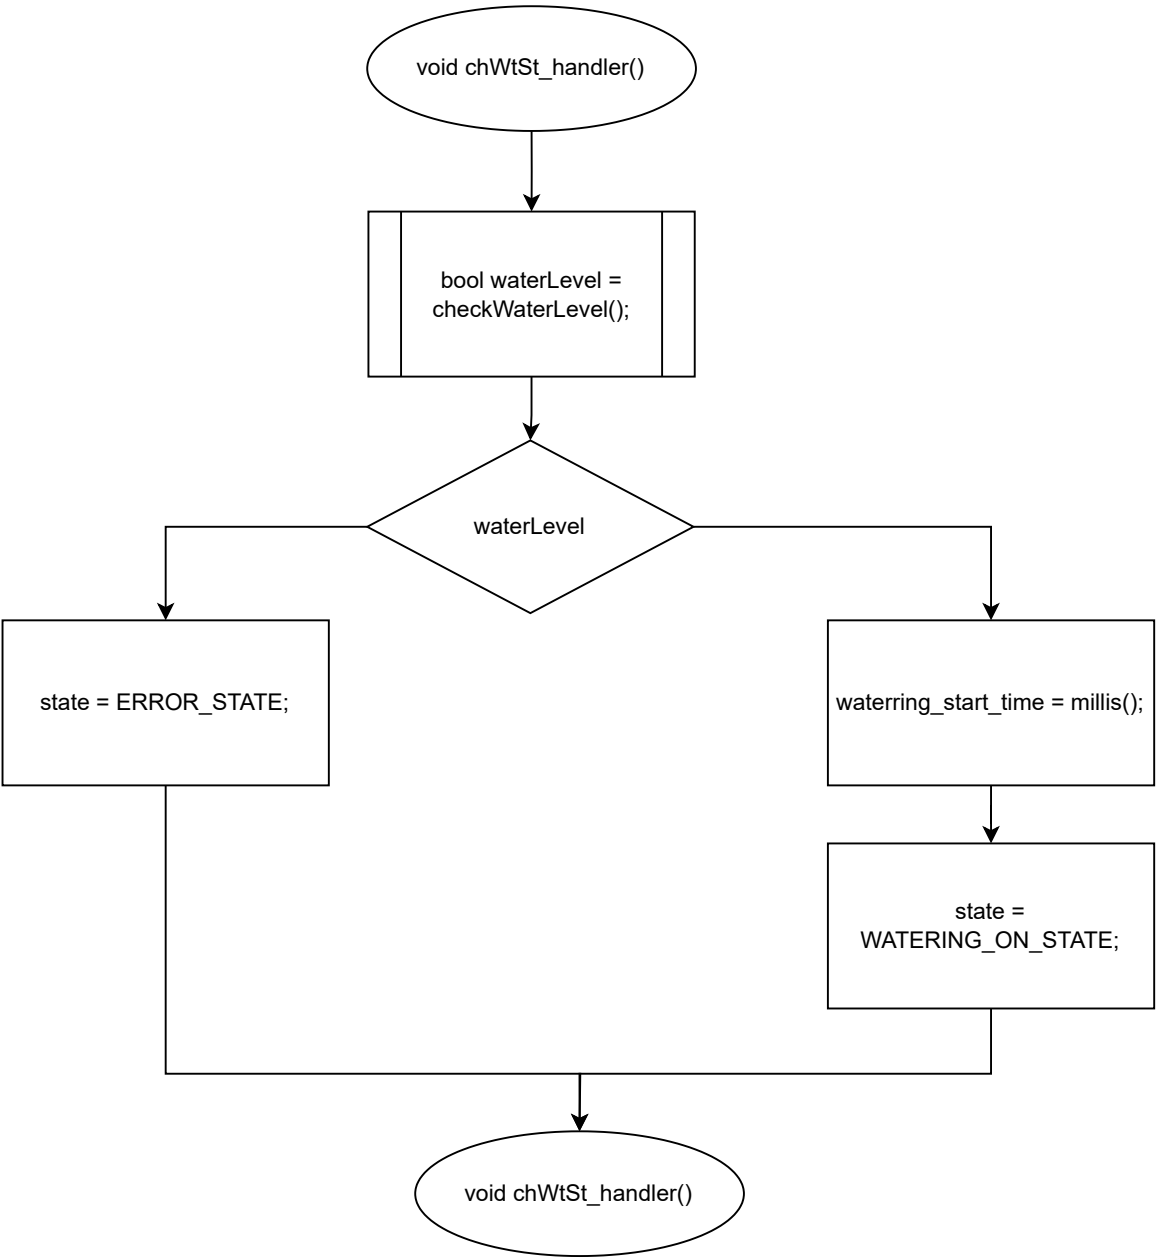 void chWtSt_handler()
bool waterLevel =
checkWaterLevel();
waterLevel
state = ERROR_STATE;
waterring_start_time = millis();
state =
WATERING_ON_STATE;
void chWtSt_handler()